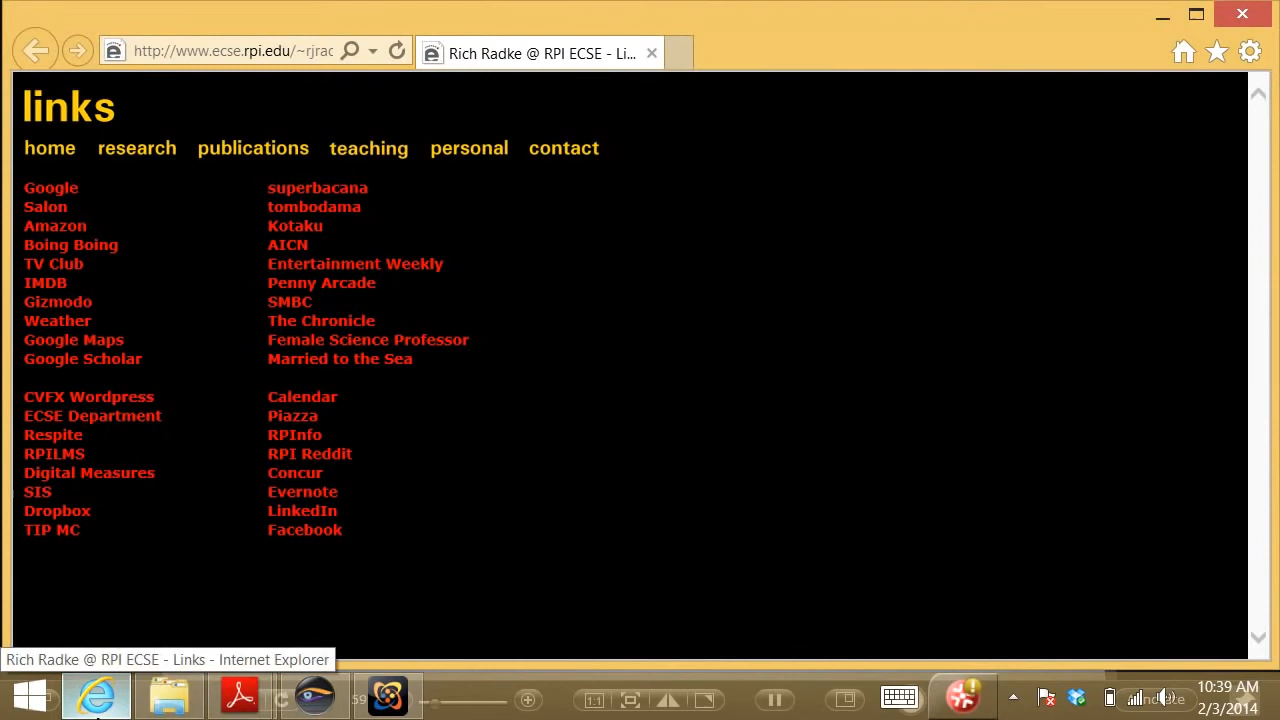 http://www.ecse.rpi.edu/~rjrac
Rich Radke @ RPI ECSE - Li...
links
home research publications teaching personal contact
Google superbacana
Salon tombodama
Amazon Kotaku
Boing Boing AICN
TV Club Entertainment Weekly
IMDB Penny Arcade
Gizmodo SMBC
Weather The Chronicle
Google Maps Female Science Professor
Google Scholar Married to the Sea
CVFX Wordpress Calendar
ECSE Department Piazza
Respite RPInfo
RPILMS RPI Reddit
Digital Measures Concur
SIS Evernote
Dropbox LinkedIn
TIP MC Facebook
Rich Radke @ RPI ECSE - Links - Internet Explorer
59
1:1
10:39 AM
2/3/2014